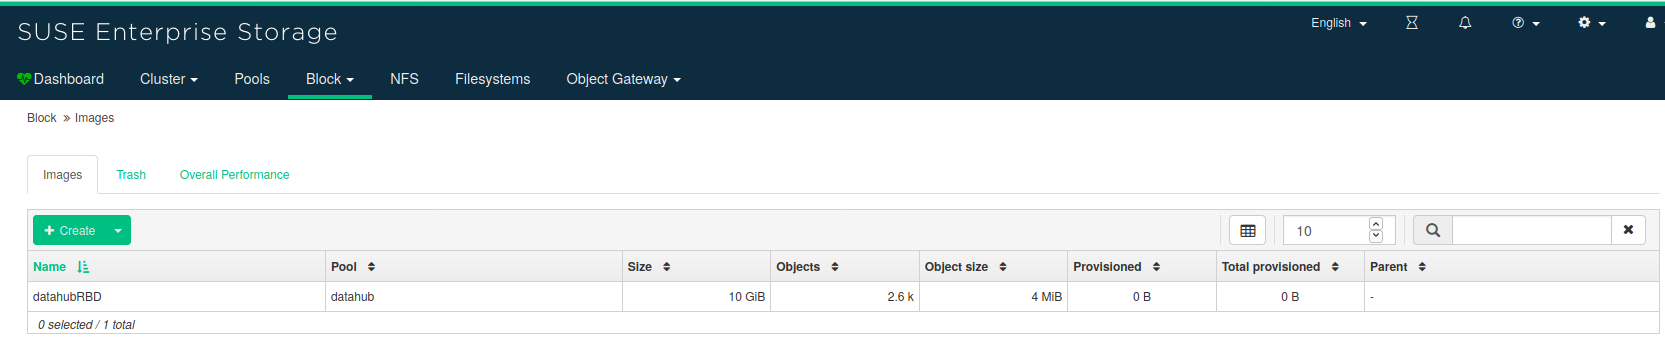 SUSE Enterprise Storage
English
Dashboard Cluster Pools Block NFS Filesystems Object Gateway
Block » Images
Images Trash Overall Performance
+ Create 10
Name Pool Size Objects Object size Provisioned Total provisioned Parent
datahubRBD datahub 10 GiB 2.6 k 4 MiB 0 B 0 B -
0 selected / 1 total